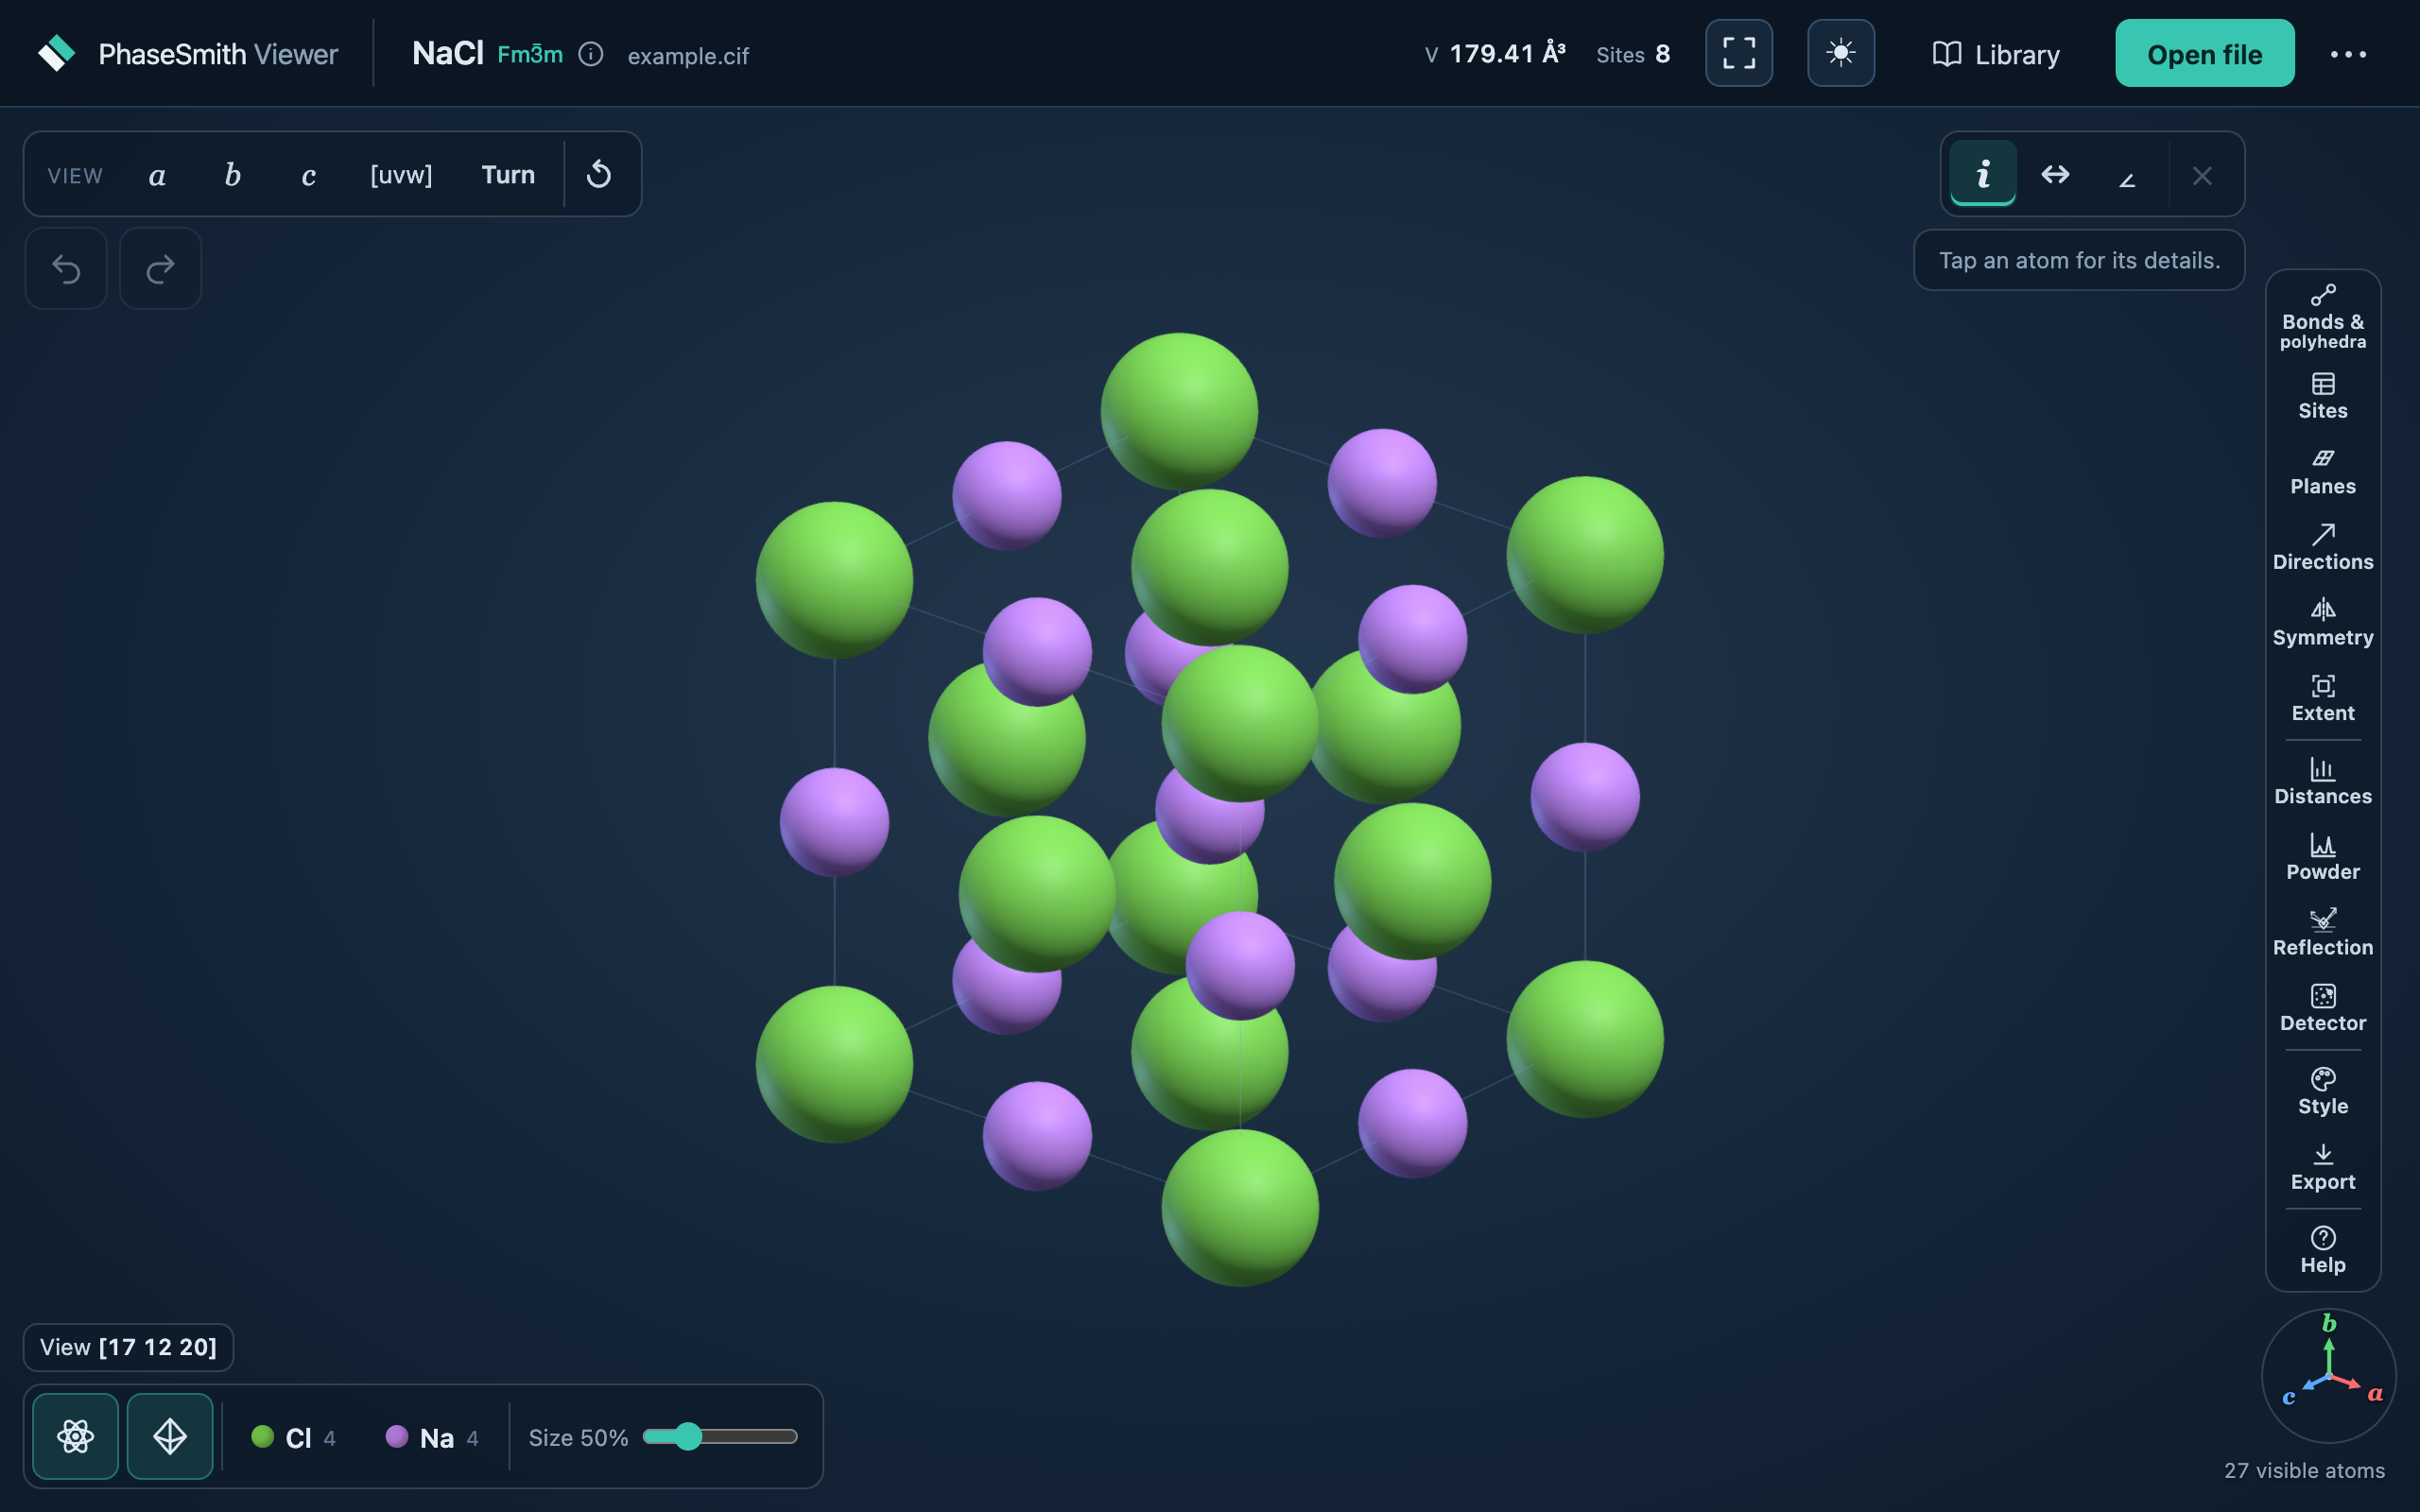 PhaseSmith Viewer
NaCl Fm3̄m example.cif
V 179.41 Å³ Sites 8
Library
Open file
VIEW a b c [uvw] Turn
Tap an atom for its details.
Bonds &
polyhedra
Sites
Planes
Directions
Symmetry
Extent
Distances
Powder
Reflection
Detector
Style
Export
Help
View [17 12 20]
Cl 4 Na 4 Size 50%
b
c a
27 visible atoms